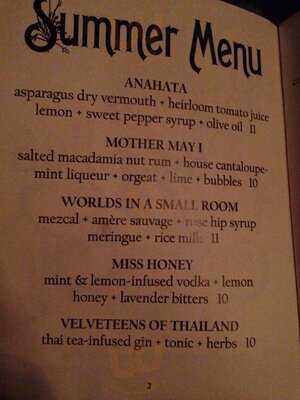 Summer Menu
ANAHATA
asparagus dry vermouth + heirloom tomato juice
lemon + sweet pepper syrup + olive oil 11
MOTHER MAY I
salted macadamia nut rum + house cantaloupe-
mint liqueur + orgeat + lime + bubbles 10
WORLDS IN A SMALL ROOM
mezcal + amère sauvage + rose hip syrup
meringue + rice milk 11
MISS HONEY
mint & lemon-infused vodka + lemon
honey + lavender bitters 10
VELVETEENS OF THAILAND
thai tea-infused gin + tonic + herbs 10
2